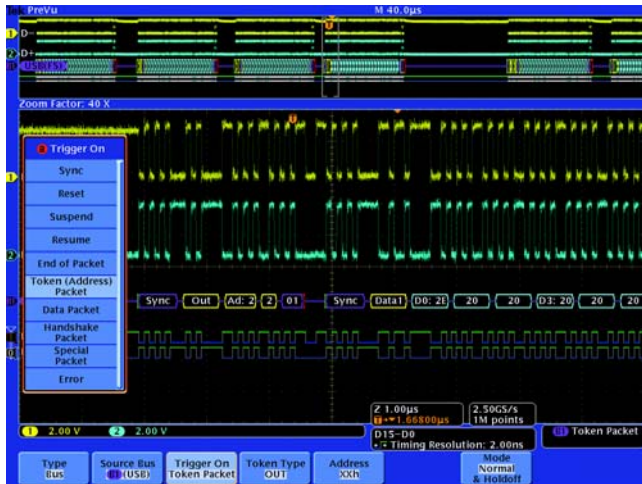 Tek PreVu M 40.0µs
D-
D+
USB(FS)
Zoom Factor: 40 X
Trigger On
Sync
Reset
Suspend
Resume
End of Packet
Token (Address)
Packet
Data Packet
Handshake
Packet
Special
Packet
Error
Sync Out Ad: 2 2 01 Sync Data1 D0: 2E 20 20 D3: 20 20 20
Z 1.00µs 2.50GS/s
1.66800µs 1M points
1 2.00 V 2 2.00 V
D15-D0
Timing Resolution: 2.00ns
B1 Token Packet
Type
Bus
Source Bus
B1 (USB)
Trigger On
Token Packet
Token Type
OUT
Address
XXh
Mode
Normal
& Holdoff